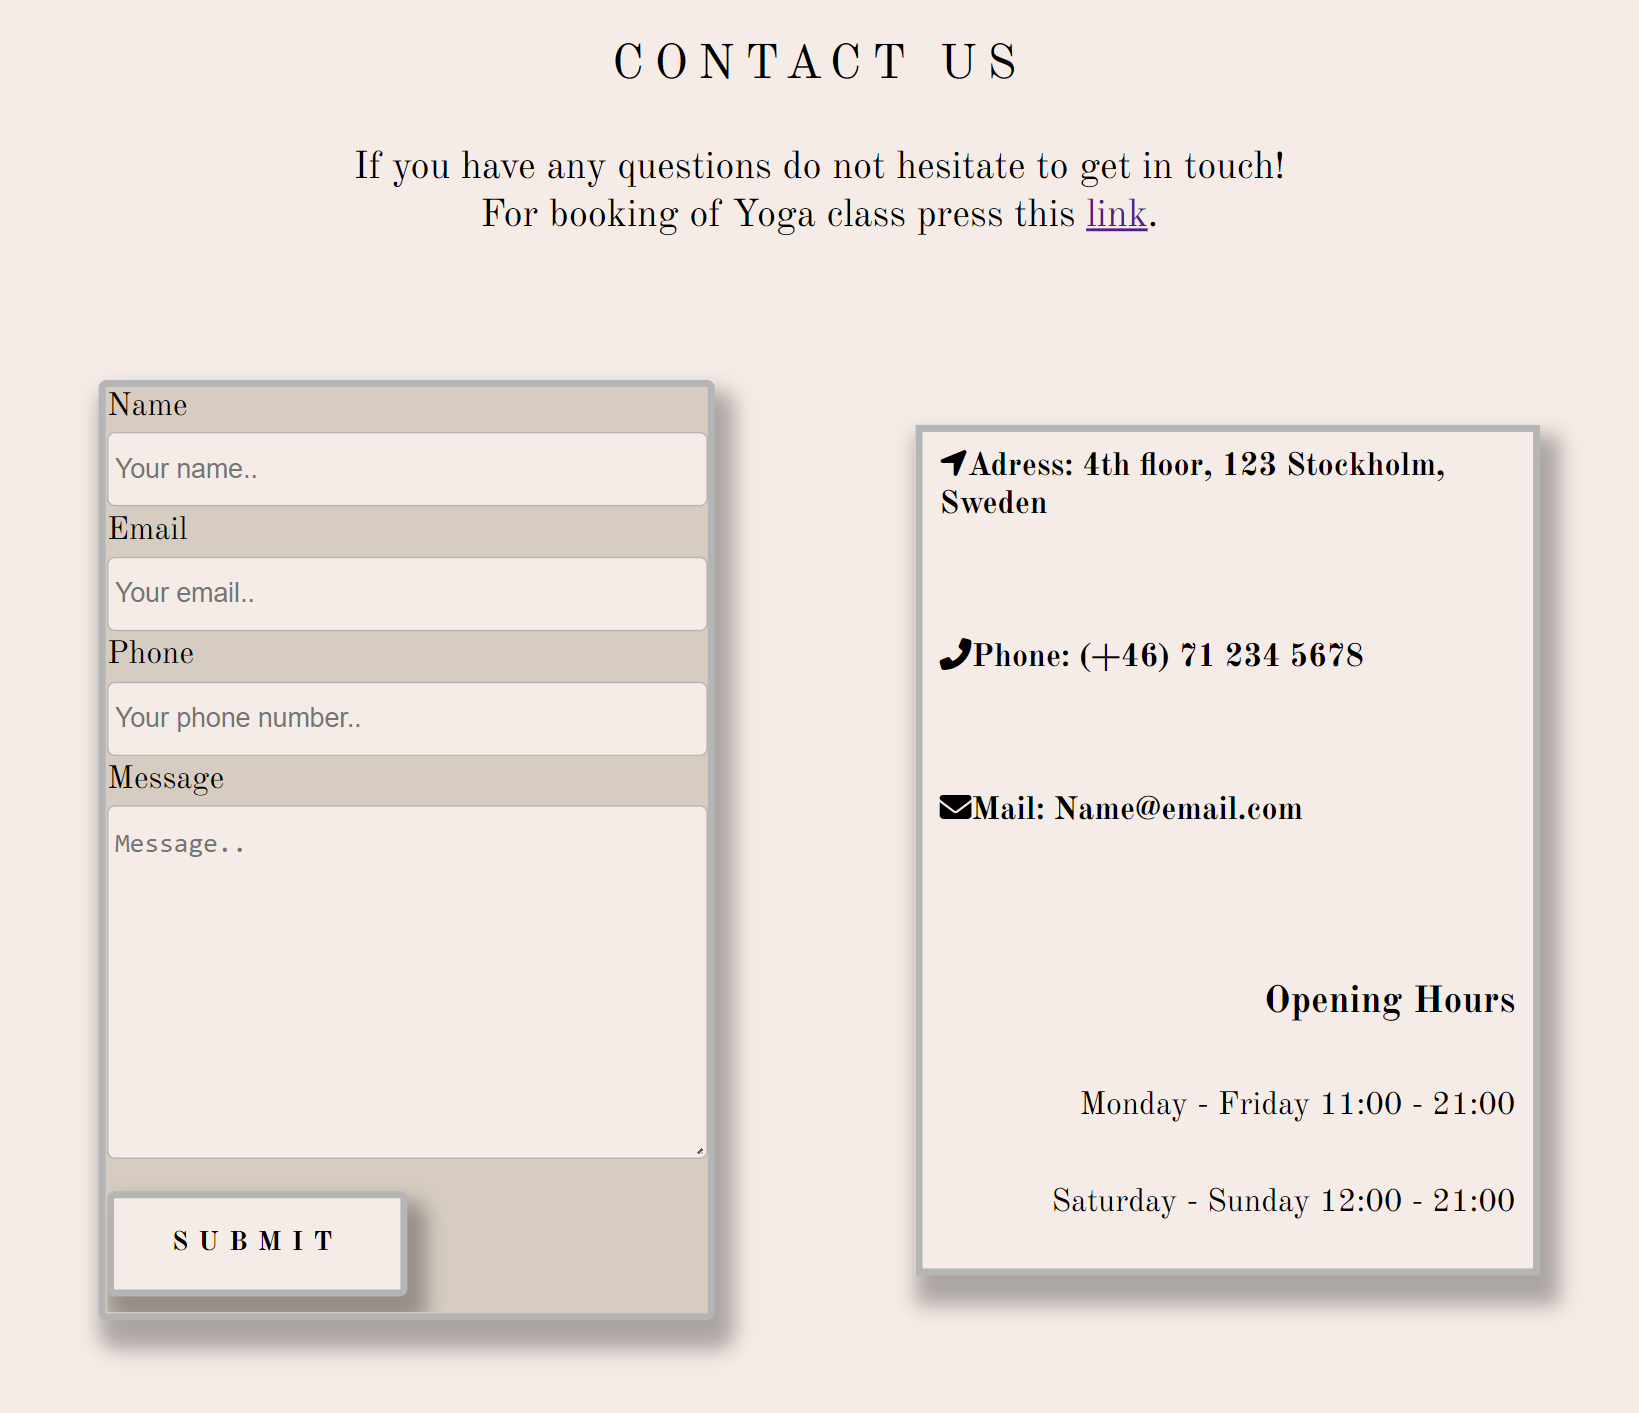 CONTACT US
If you have any questions do not hesitate to get in touch!
For booking of Yoga class press this link.
Name
Your name..
Email
Your email..
Phone
Your phone number..
Message
Message..
SUBMIT
Adress: 4th floor, 123 Stockholm,
Sweden
Phone: (+46) 71 234 5678
Mail: Name@email.com
Opening Hours
Monday - Friday 11:00 - 21:00
Saturday - Sunday 12:00 - 21:00